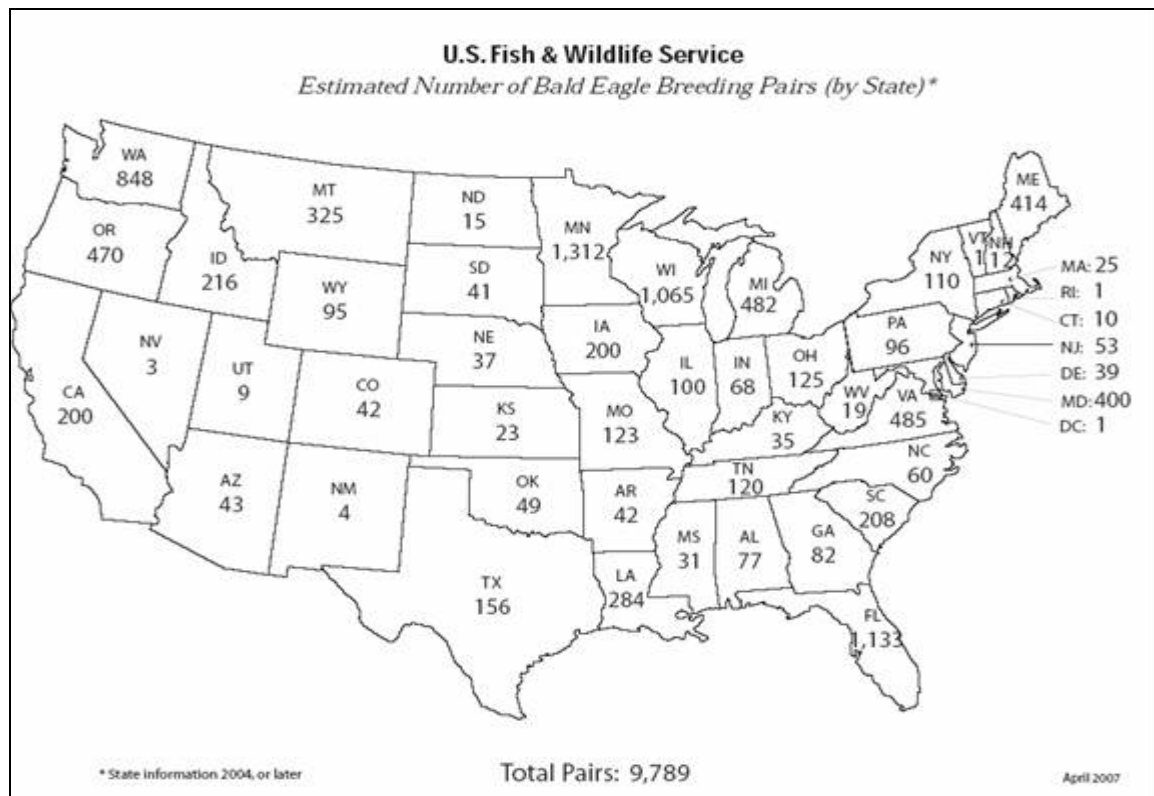 U.S. Fish & Wildlife Service
Estimated Number of Bald Eagle Breeding Pairs (by State)*
WA
848
OR
470
CA
200
NV
3
ID
216
MT
325
WY
95
UT
9
CO
42
AZ
43
NM
4
ND
15
SD
41
NE
37
KS
23
OK
49
TX
156
MN
1,312
IA
200
MO
123
AR
42
LA
284
WI
1,065
IL
100
MI
482
IN
68
OH
125
KY
35
TN
120
MS
31
AL
77
GA
82
FL
1,133
SC
208
NC
60
VA
485
WV
19
PA
96
NY
110
VT
1
NH
12
ME
414
MA: 25
RI: 1
CT: 10
NJ: 53
DE: 39
MD: 400
DC: 1
* State information 2004, or later
Total Pairs: 9,789
April 2007